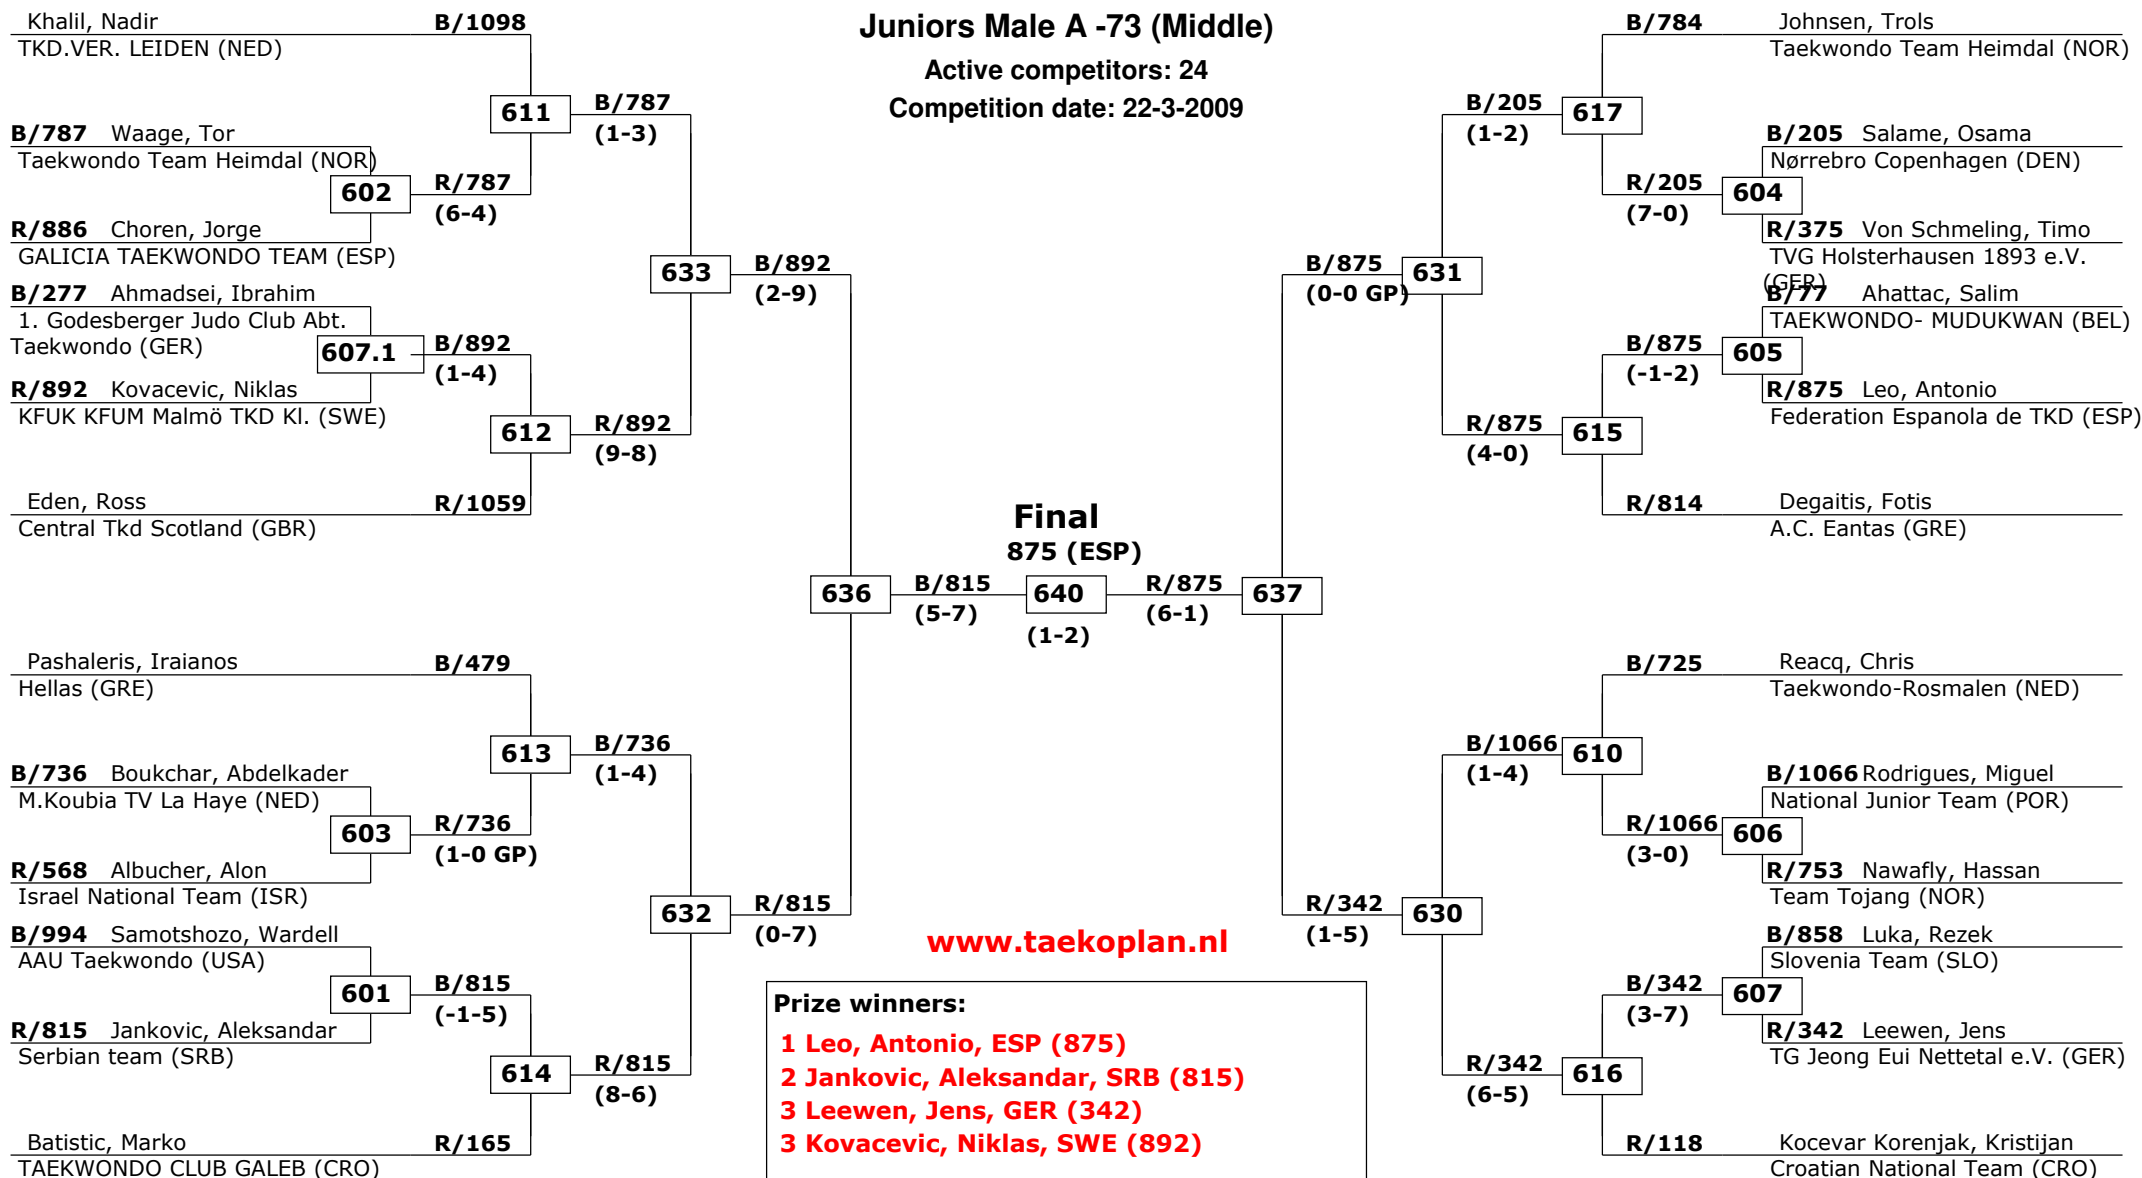 Juniors Male A -73 (Middle)
Active competitors: 24
Competition date: 22-3-2009
Khalil, Nadir B/1098
TKD.VER. LEIDEN (NED)
611
B/787
(1-3)
B/787 Waage, Tor
Taekwondo Team Heimdal (NOR)
602
R/787
(6-4)
R/886 Choren, Jorge
GALICIA TAEKWONDO TEAM (ESP)
633
B/892
(2-9)
B/277 Ahmadsei, Ibrahim
1. Godesberger Judo Club Abt.
Taekwondo (GER)
607.1
B/892
(1-4)
R/892 Kovacevic, Niklas
KFUK KFUM Malmö TKD Kl. (SWE)
612
R/892
(9-8)
Eden, Ross R/1059
Central Tkd Scotland (GBR)
636
B/815
(5-7)
Pashaleris, Iraianos B/479
Hellas (GRE)
613
B/736
(1-4)
B/736 Boukchar, Abdelkader
M.Koubia TV La Haye (NED)
603
R/736
(1-0 GP)
R/568 Albucher, Alon
Israel National Team (ISR)
632
R/815
(0-7)
B/994 Samotshozo, Wardell
AAU Taekwondo (USA)
601
B/815
(-1-5)
R/815 Jankovic, Aleksandar
Serbian team (SRB)
614
R/815
(8-6)
Batistic, Marko R/165
TAEKWONDO CLUB GALEB (CRO)
Final
875 (ESP)
640
(1-2)
R/875
(6-1)
637
B/784 Johnsen, Trols
Taekwondo Team Heimdal (NOR)
B/205
(1-2)
617
B/205 Salame, Osama
Nørrebro Copenhagen (DEN)
R/205
(7-0)
604
R/375 Von Schmeling, Timo
TVG Holsterhausen 1893 e.V.
(GER)
B/875
(0-0 GP)
631
B/77 Ahattac, Salim
TAEKWONDO- MUDUKWAN (BEL)
B/875
(-1-2)
605
R/875 Leo, Antonio
Federation Espanola de TKD (ESP)
R/875
(4-0)
615
R/814 Degaitis, Fotis
A.C. Eantas (GRE)
B/725 Reacq, Chris
Taekwondo-Rosmalen (NED)
B/1066
(1-4)
610
B/1066 Rodrigues, Miguel
National Junior Team (POR)
R/1066
(3-0)
606
R/753 Nawafly, Hassan
Team Tojang (NOR)
R/342
(1-5)
630
B/858 Luka, Rezek
Slovenia Team (SLO)
B/342
(3-7)
607
R/342 Leewen, Jens
TG Jeong Eui Nettetal e.V. (GER)
R/342
(6-5)
616
R/118 Kocevar Korenjak, Kristijan
Croatian National Team (CRO)
www.taekoplan.nl
Prize winners:
1 Leo, Antonio, ESP (875)
2 Jankovic, Aleksandar, SRB (815)
3 Leewen, Jens, GER (342)
3 Kovacevic, Niklas, SWE (892)